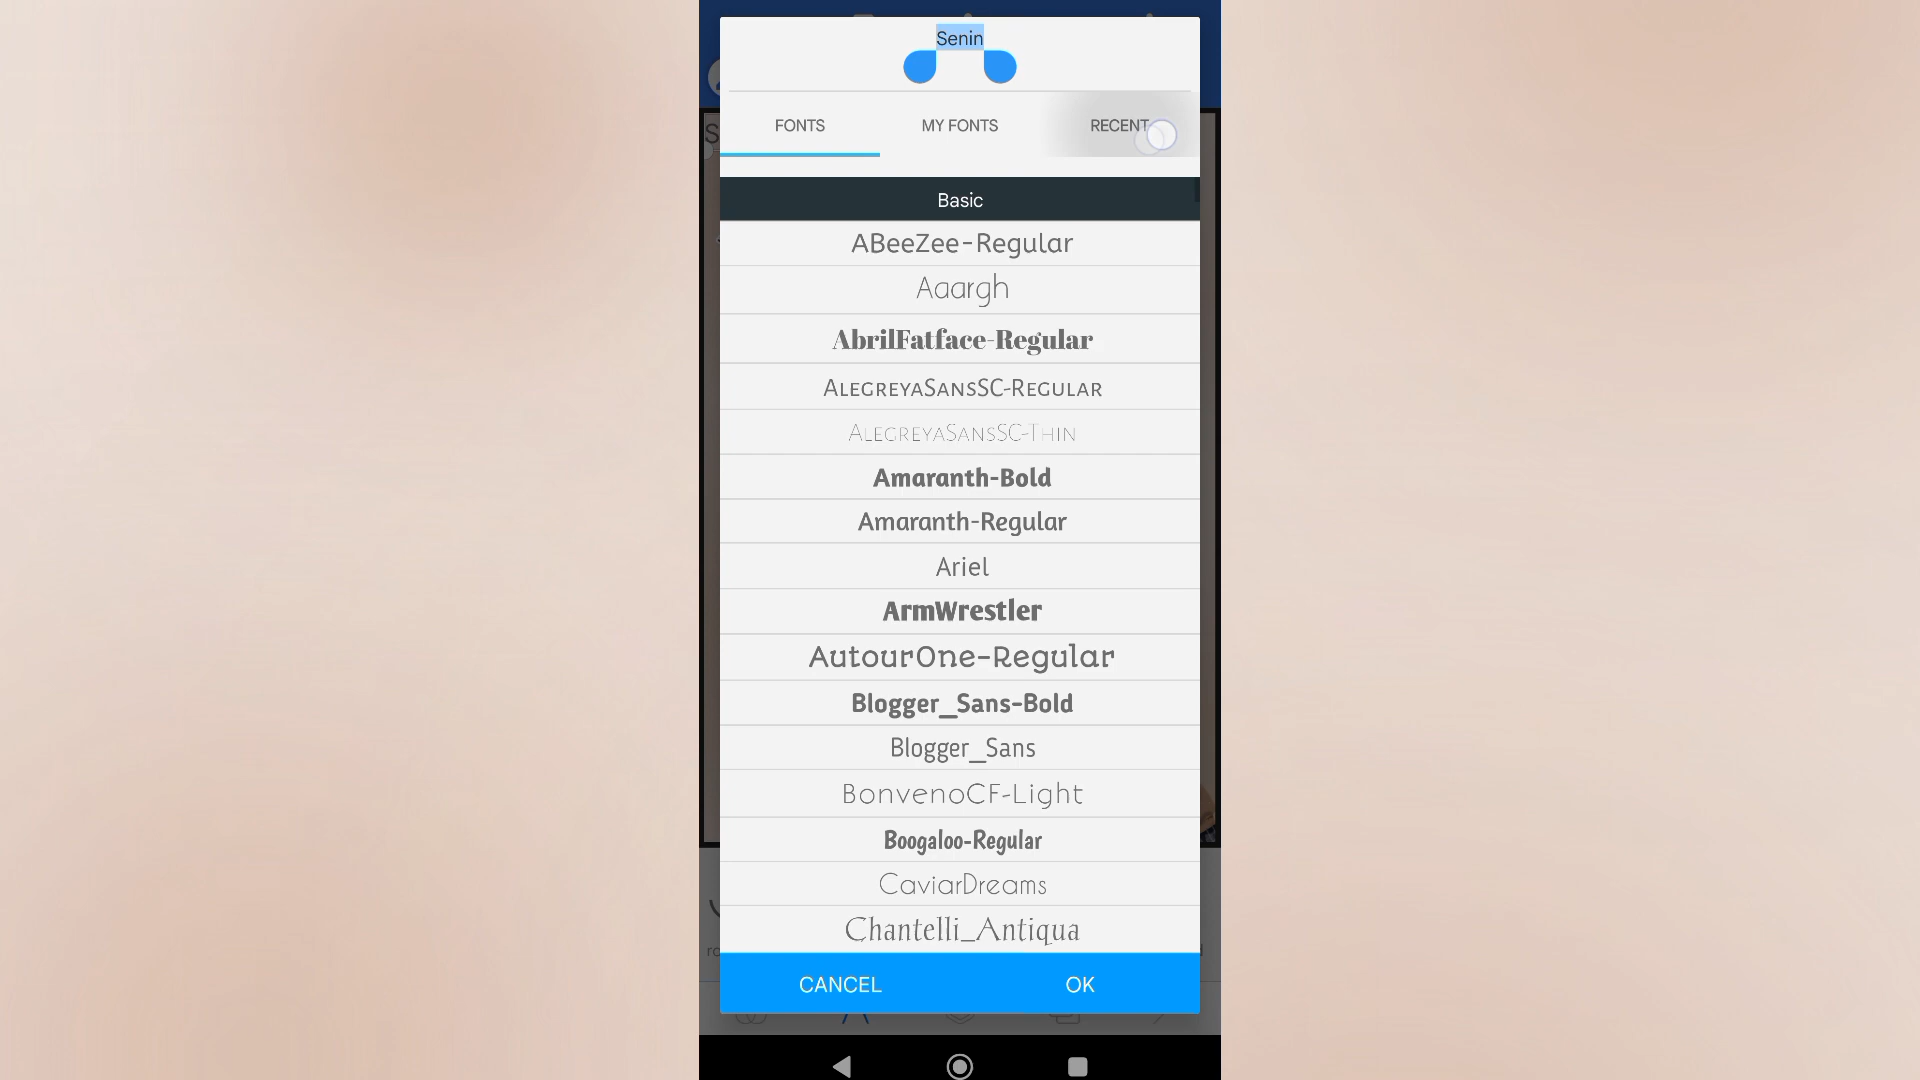 Senin
FONTS
MY FONTS
RECENT
Basic
ABeeZee-Regular
Aaargh
AbrilFatface-Regular
AlegreyaSansSC-Regular
AlegreyaSansSC-Thin
Amaranth-Bold
Amaranth-Regular
Ariel
ArmWrestler
AutourOne-Regular
Blogger_Sans-Bold
Blogger_Sans
BonvenoCF-Light
Boogaloo-Regular
CaviarDreams
Chantelli_Antiqua
CANCEL
OK